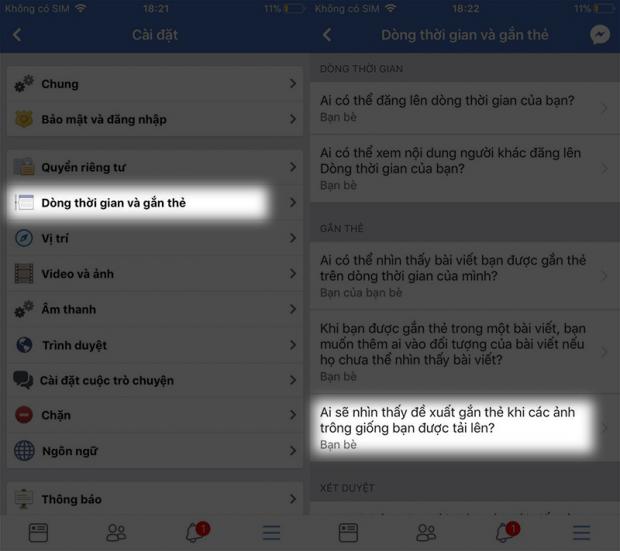 Không có SIM 18:21 11%
Cài đặt
Chung
Bảo mật và đăng nhập
Quyền riêng tư
Dòng thời gian và gắn thẻ
Vị trí
Video và ảnh
Âm thanh
Trình duyệt
Cài đặt cuộc trò chuyện
Chặn
Ngôn ngữ
Thông báo
1
Không có SIM 18:22 11%
Dòng thời gian và gắn thẻ
DÒNG THỜI GIAN
Ai có thể đăng lên dòng thời gian của bạn?
Bạn bè
Ai có thể xem nội dung người khác đăng lên
Dòng thời gian của bạn?
Bạn bè
GẮN THẺ
Ai có thể nhìn thấy bài viết bạn được gắn thẻ
trên dòng thời gian của mình?
Bạn của bạn bè
Khi bạn được gắn thẻ trong một bài viết, bạn
muốn thêm ai vào đối tượng của bài viết nếu
họ chưa thể nhìn thấy bài viết?
Bạn bè
Ai sẽ nhìn thấy đề xuất gắn thẻ khi các ảnh
trông giống bạn được tải lên?
Bạn bè
XÉT DUYỆT
1